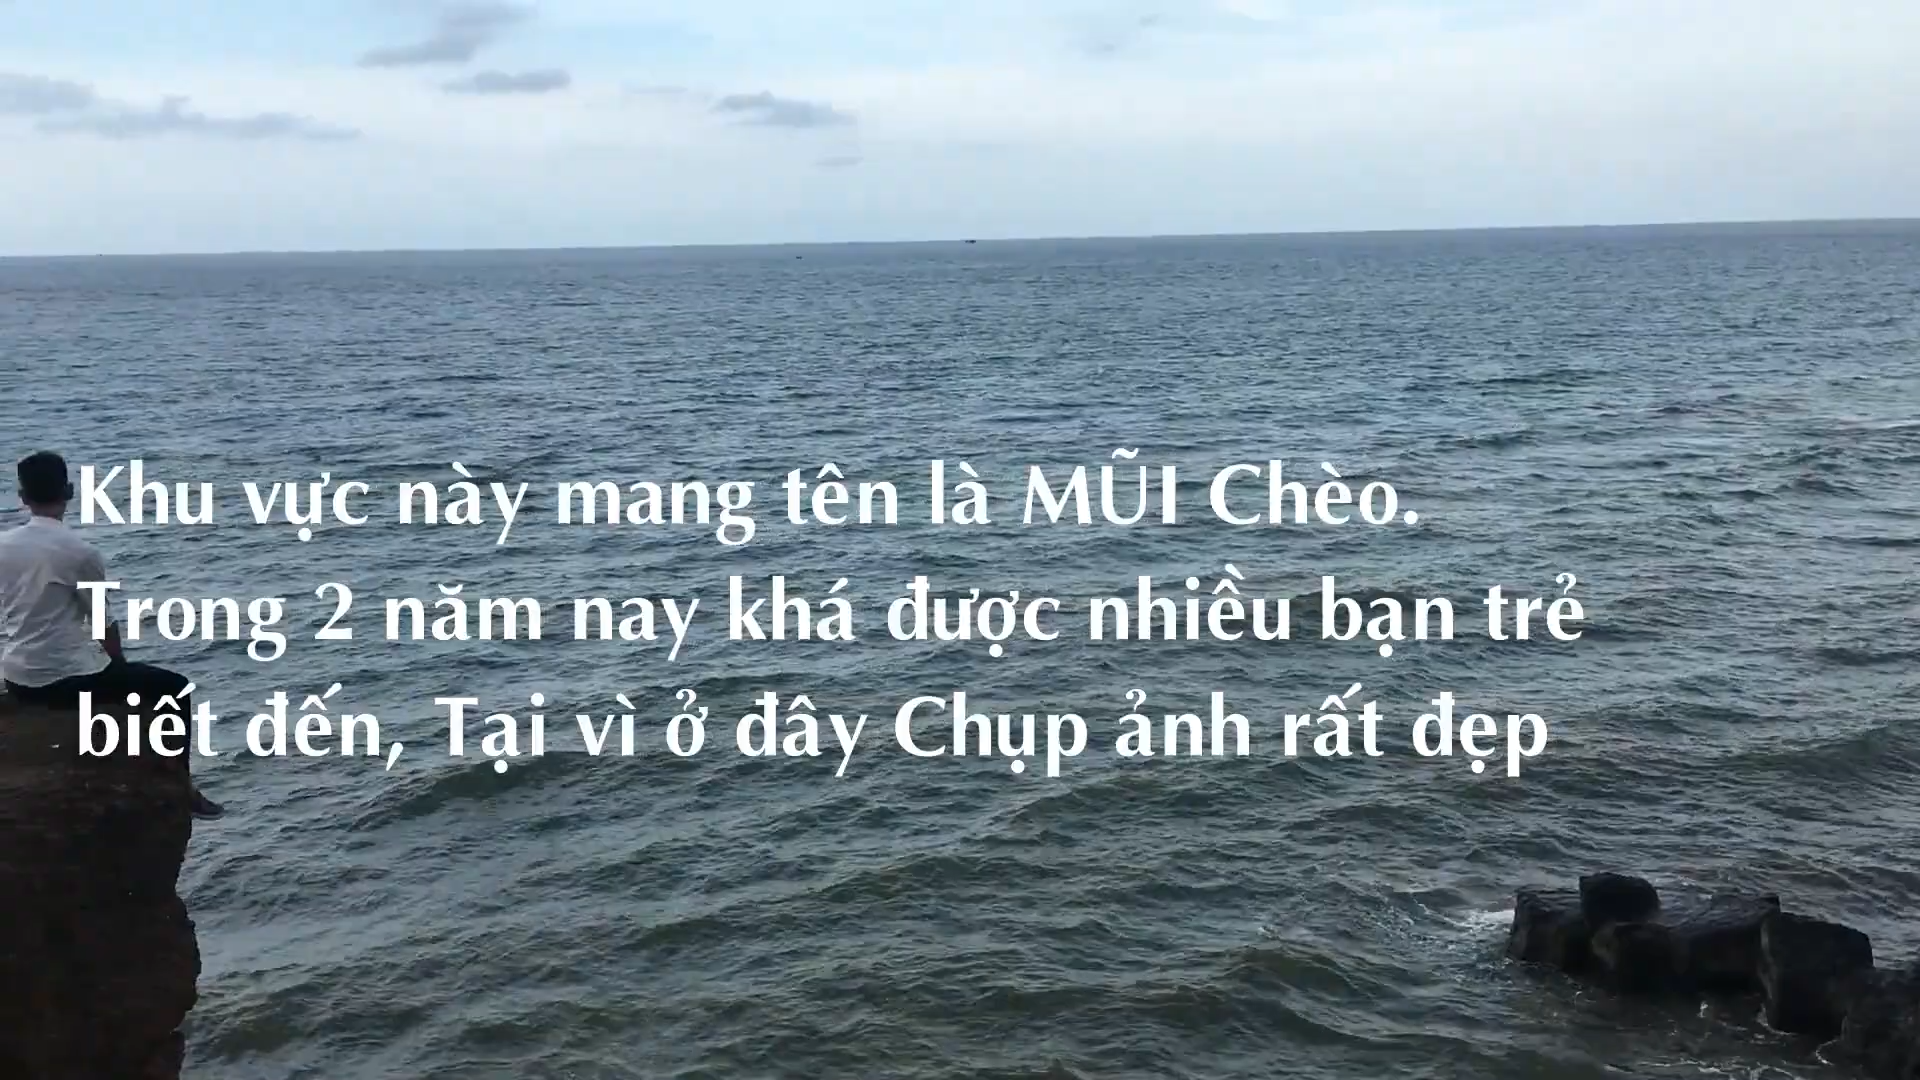 Khu vực này mang tên là MŨI Chèo.
Trong 2 năm nay khá được nhiều bạn trẻ
biết đến, Tại vì ở đây Chụp ảnh rất đẹp